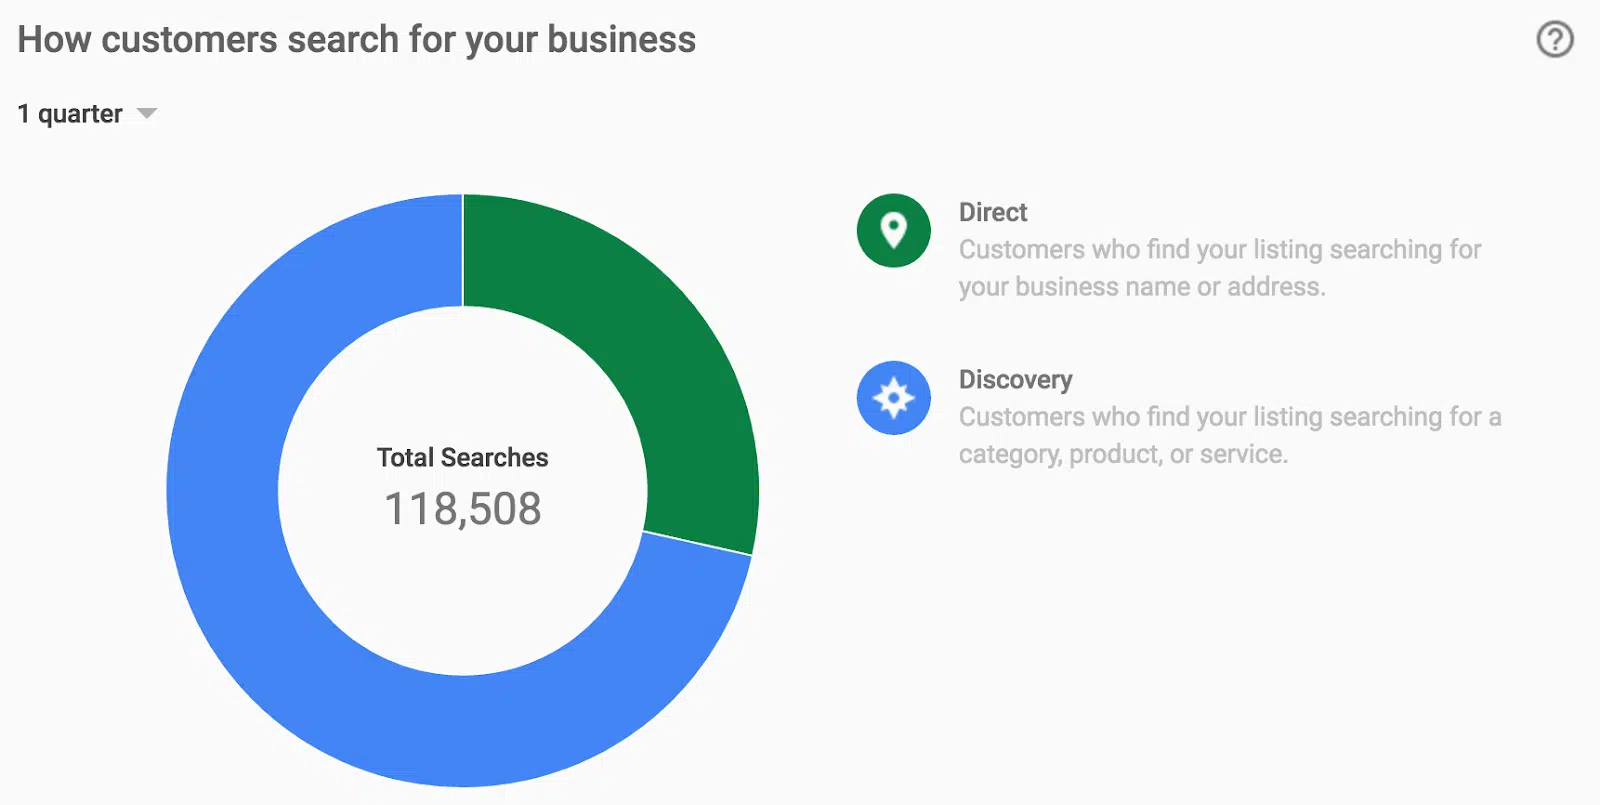 How customers search for your business
?
1 quarter
Total Searches
118,508
Direct
Customers who find your listing searching for
your business name or address.
Discovery
Customers who find your listing searching for a
category, product, or service.